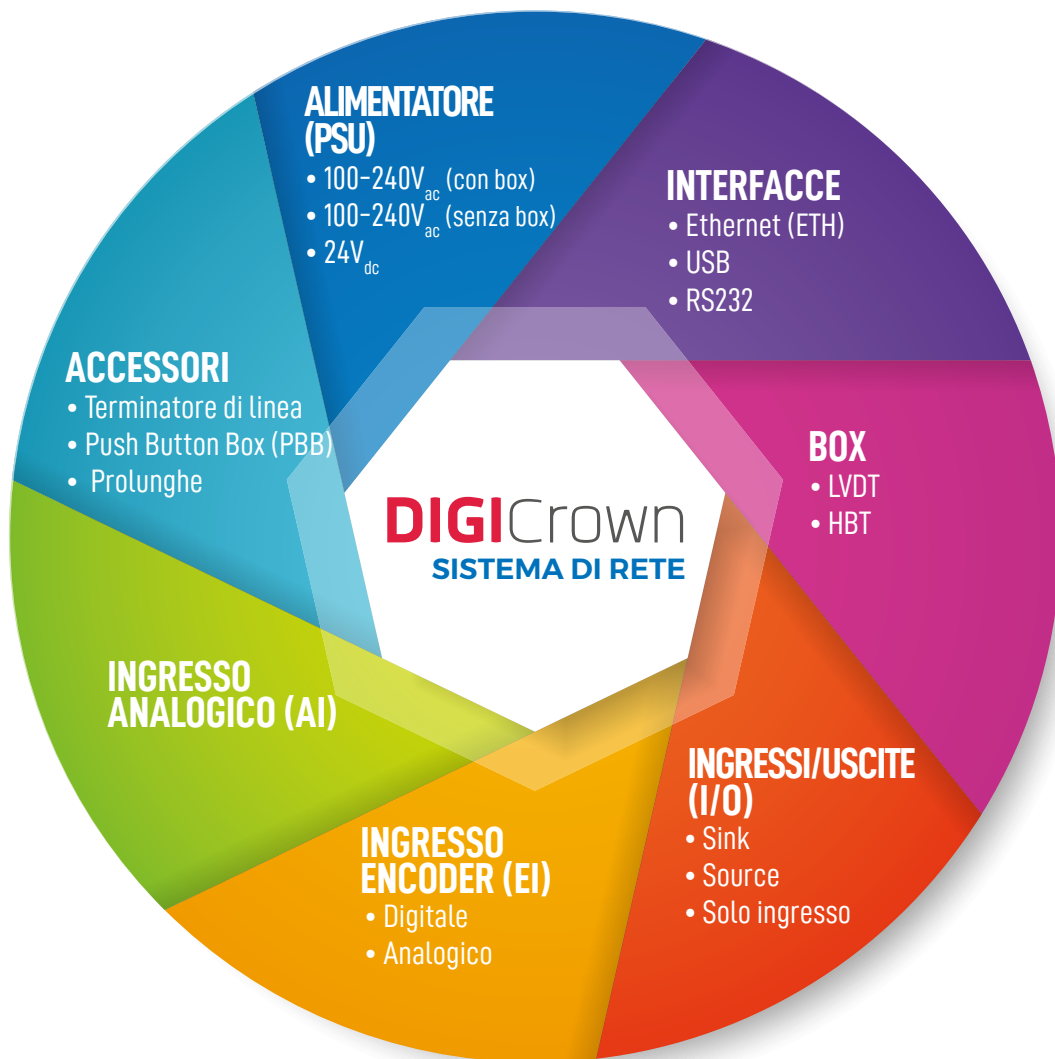 ALIMENTATORE
(PSU)
• 100-240Vac (con box)
• 100-240Vac (senza box)
• 24Vdc
INTERFACCE
• Ethernet (ETH)
• USB
• RS232
ACCESSORI
• Terminatore di linea
• Push Button Box (PBB)
• Prolunghe
BOX
• LVDT
• HBT
DIGICrown
SISTEMA DI RETE
INGRESSO
ANALOGICO (AI)
INGRESSI/USCITE
(I/O)
• Sink
• Source
• Solo ingresso
INGRESSO
ENCODER (EI)
• Digitale
• Analogico